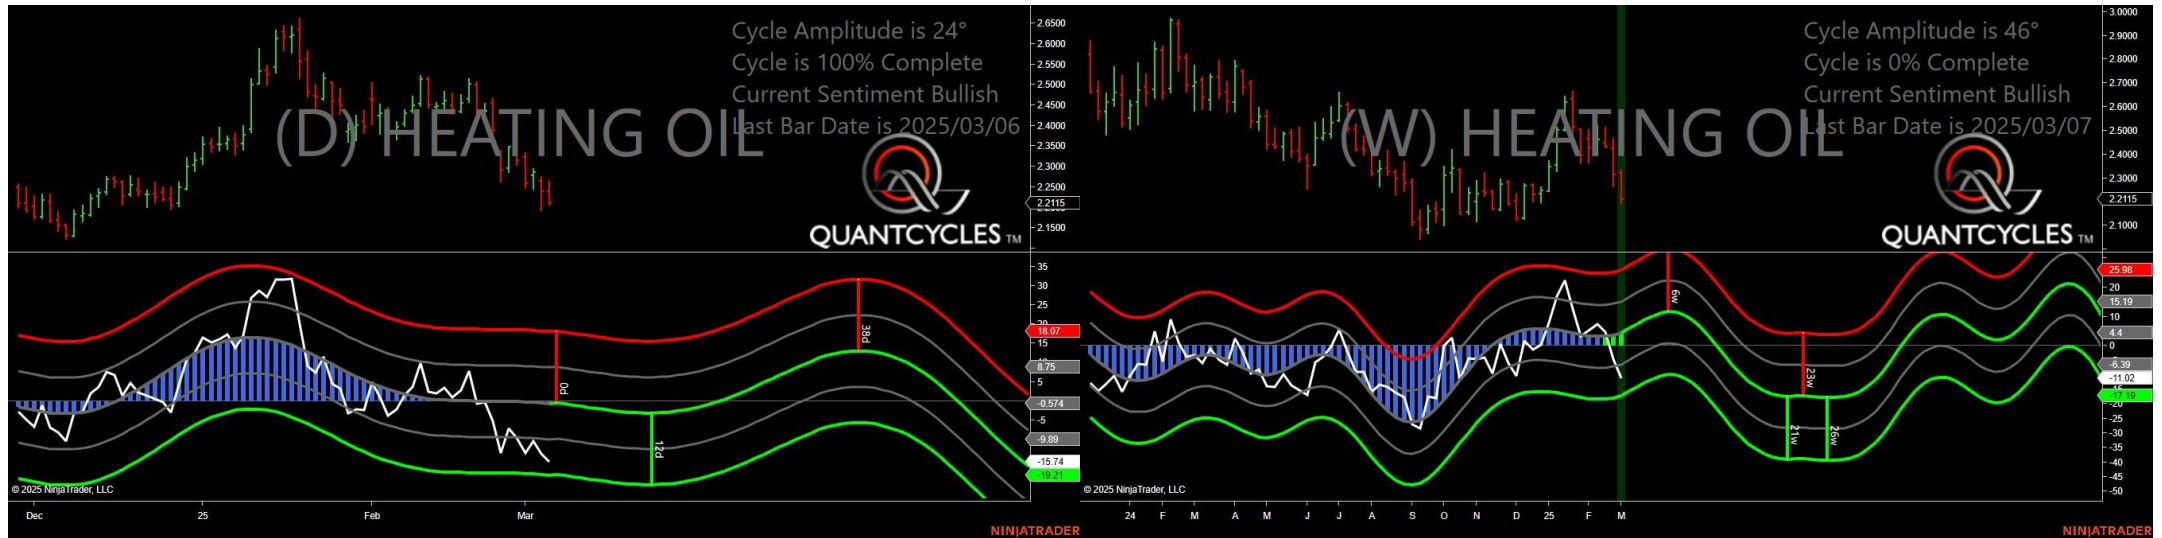 Cycle Amplitude is 24°
Cycle is 100% Complete
Current Sentiment Bullish
Last Bar Date is 2025/03/06
(D) HEATING OIL
QUANTCYCLES TM
2.6500
2.6000
2.5500
2.5000
2.4500
2.4000
2.3500
2.3000
2.2500
2.2115
2.1500
35
30
25
18.07
15
8.75
5
-0.574
-5
-9.89
-15.74
-19.21
0d
12d
38d
© 2025 NinjaTrader, LLC
Dec 25 Feb Mar
NINJATRADER
Cycle Amplitude is 46°
Cycle is 0% Complete
Current Sentiment Bullish
Last Bar Date is 2025/03/07
(W) HEATING OIL
QUANTCYCLES TM
3.0000
2.9000
2.8000
2.7000
2.6000
2.5000
2.4000
2.3000
2.2115
2.1000
25.98
20
15.19
10
4.4
0
-6.39
-11.02
-17.19
-20
-25
-30
-35
-40
-45
-50
6w
23w
21w
26w
© 2025 NinjaTrader, LLC
24 F M A M J J A S O N D 25 F M
NINJATRADER